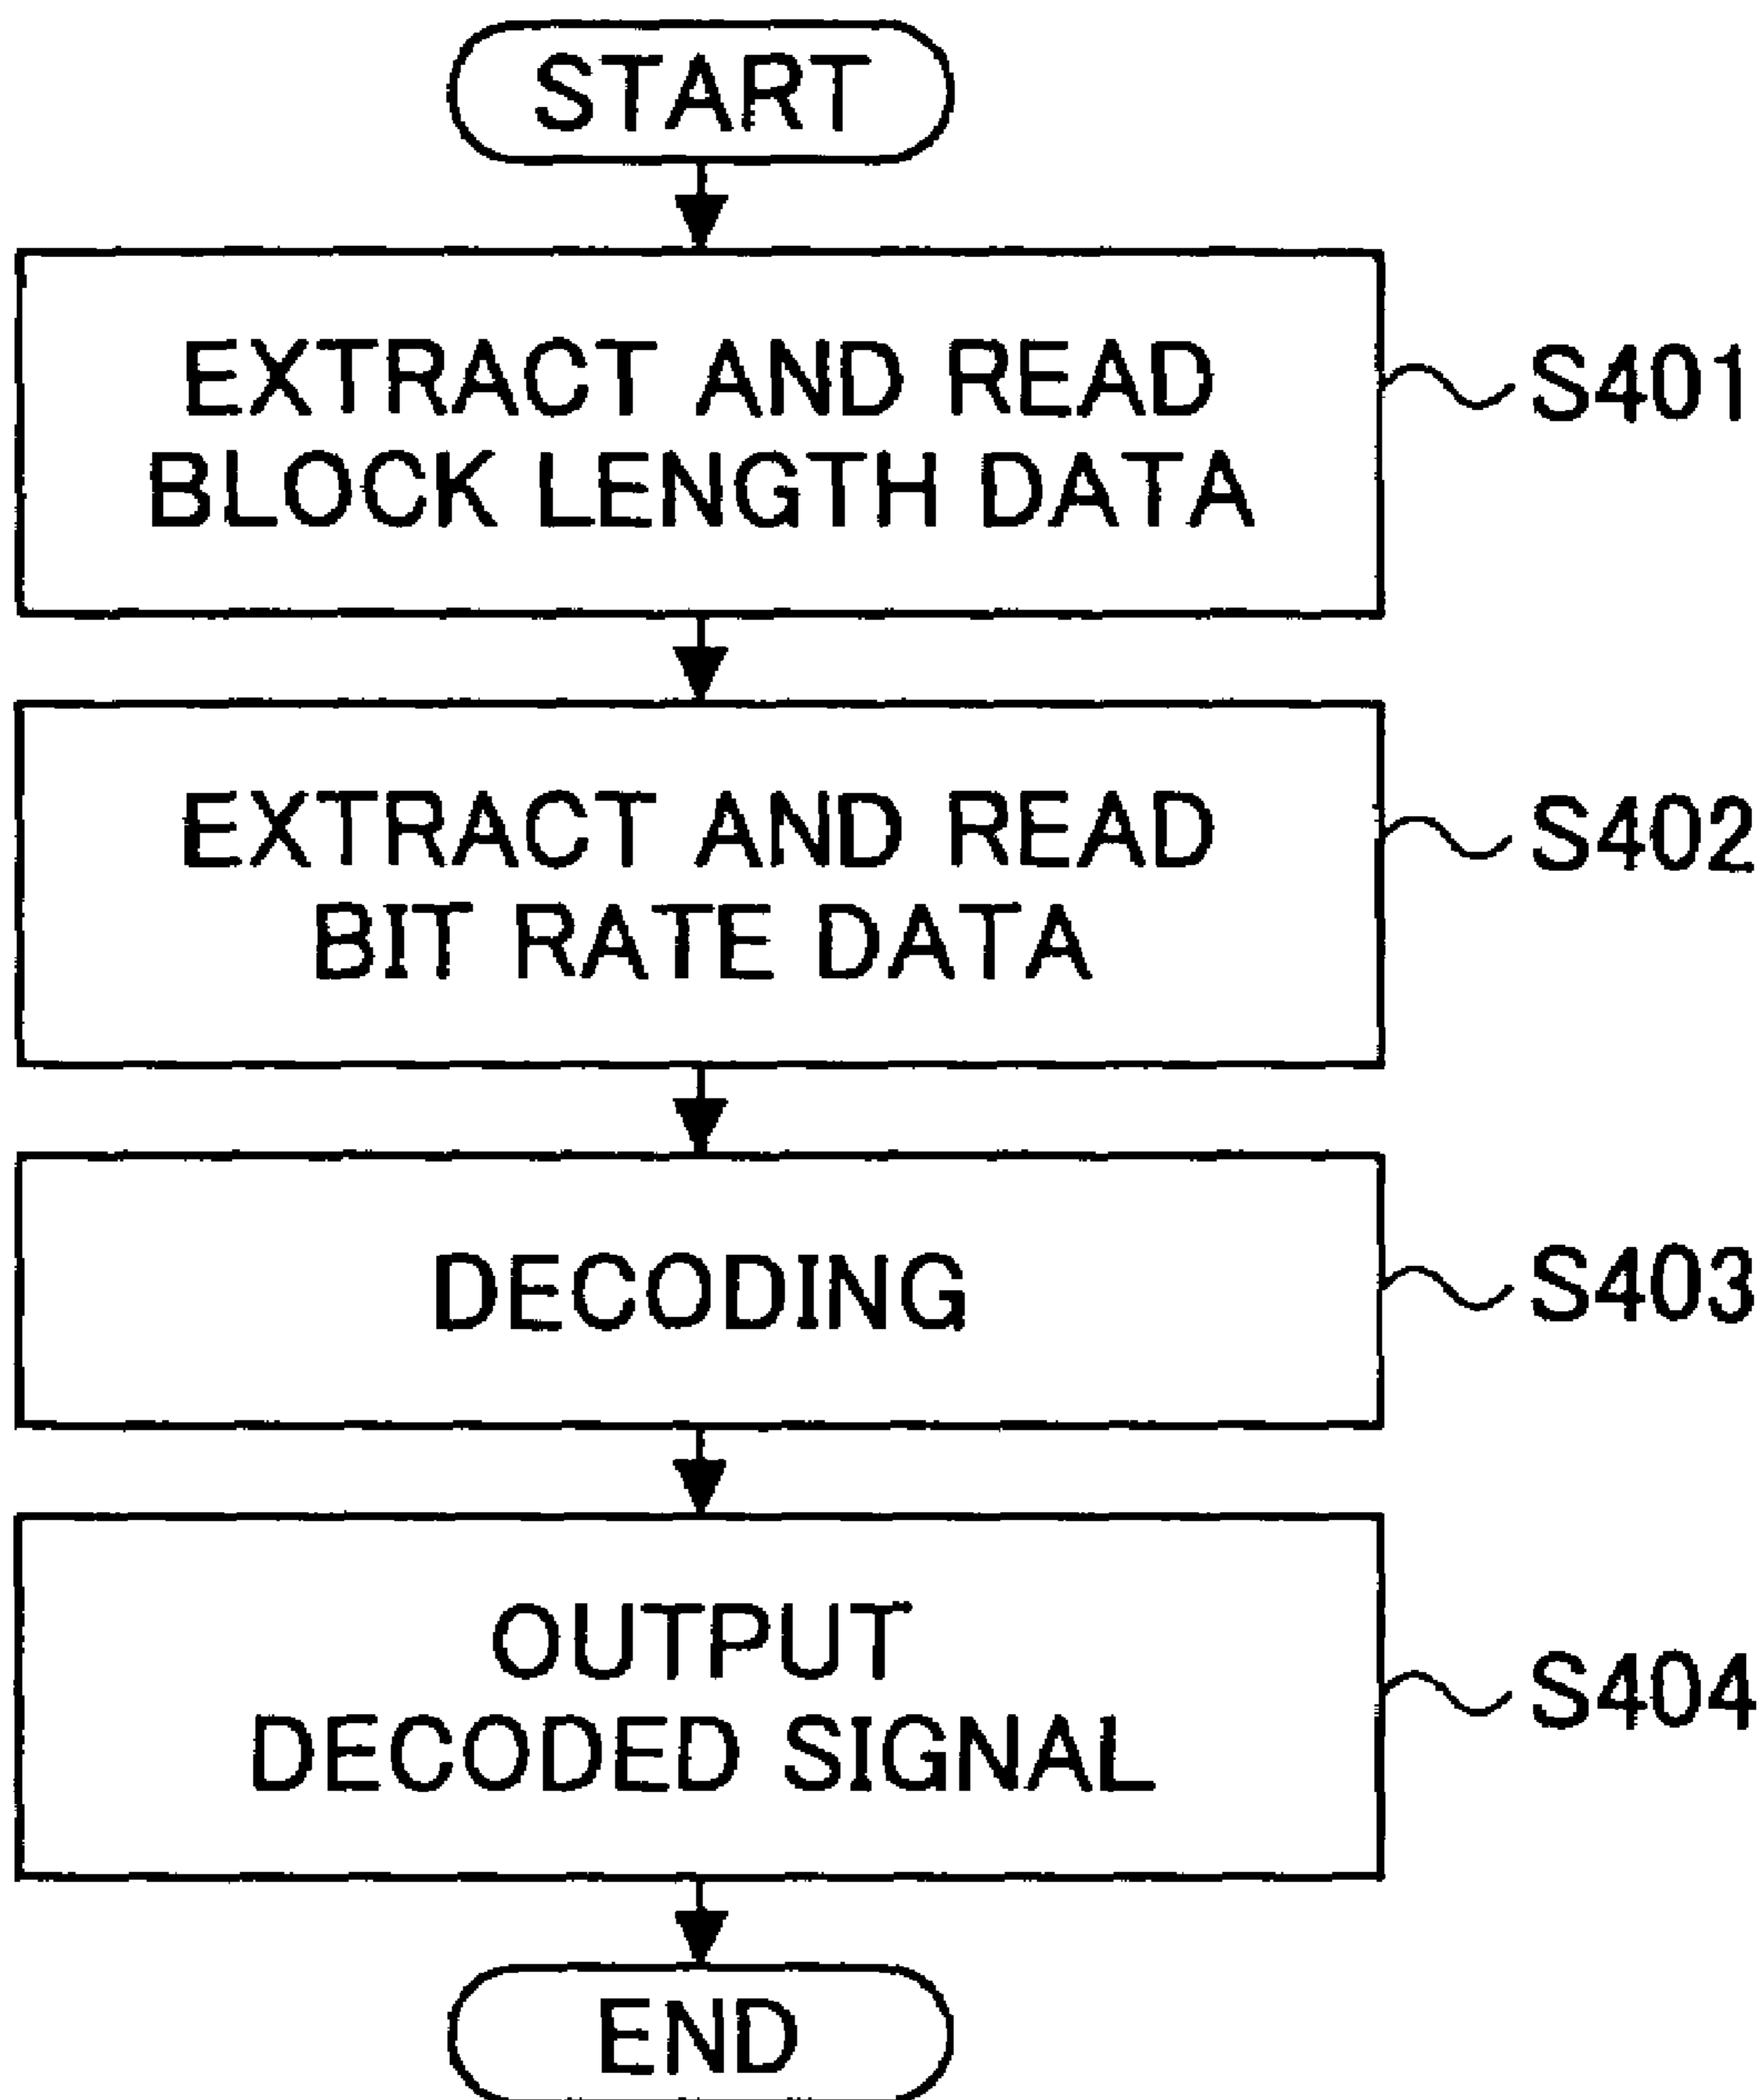 START
EXTRACT AND READ
BLOCK LENGTH DATA
S401
EXTRACT AND READ
BIT RATE DATA
S402
DECODING
S403
OUTPUT
DECODED SIGNAL
S404
END